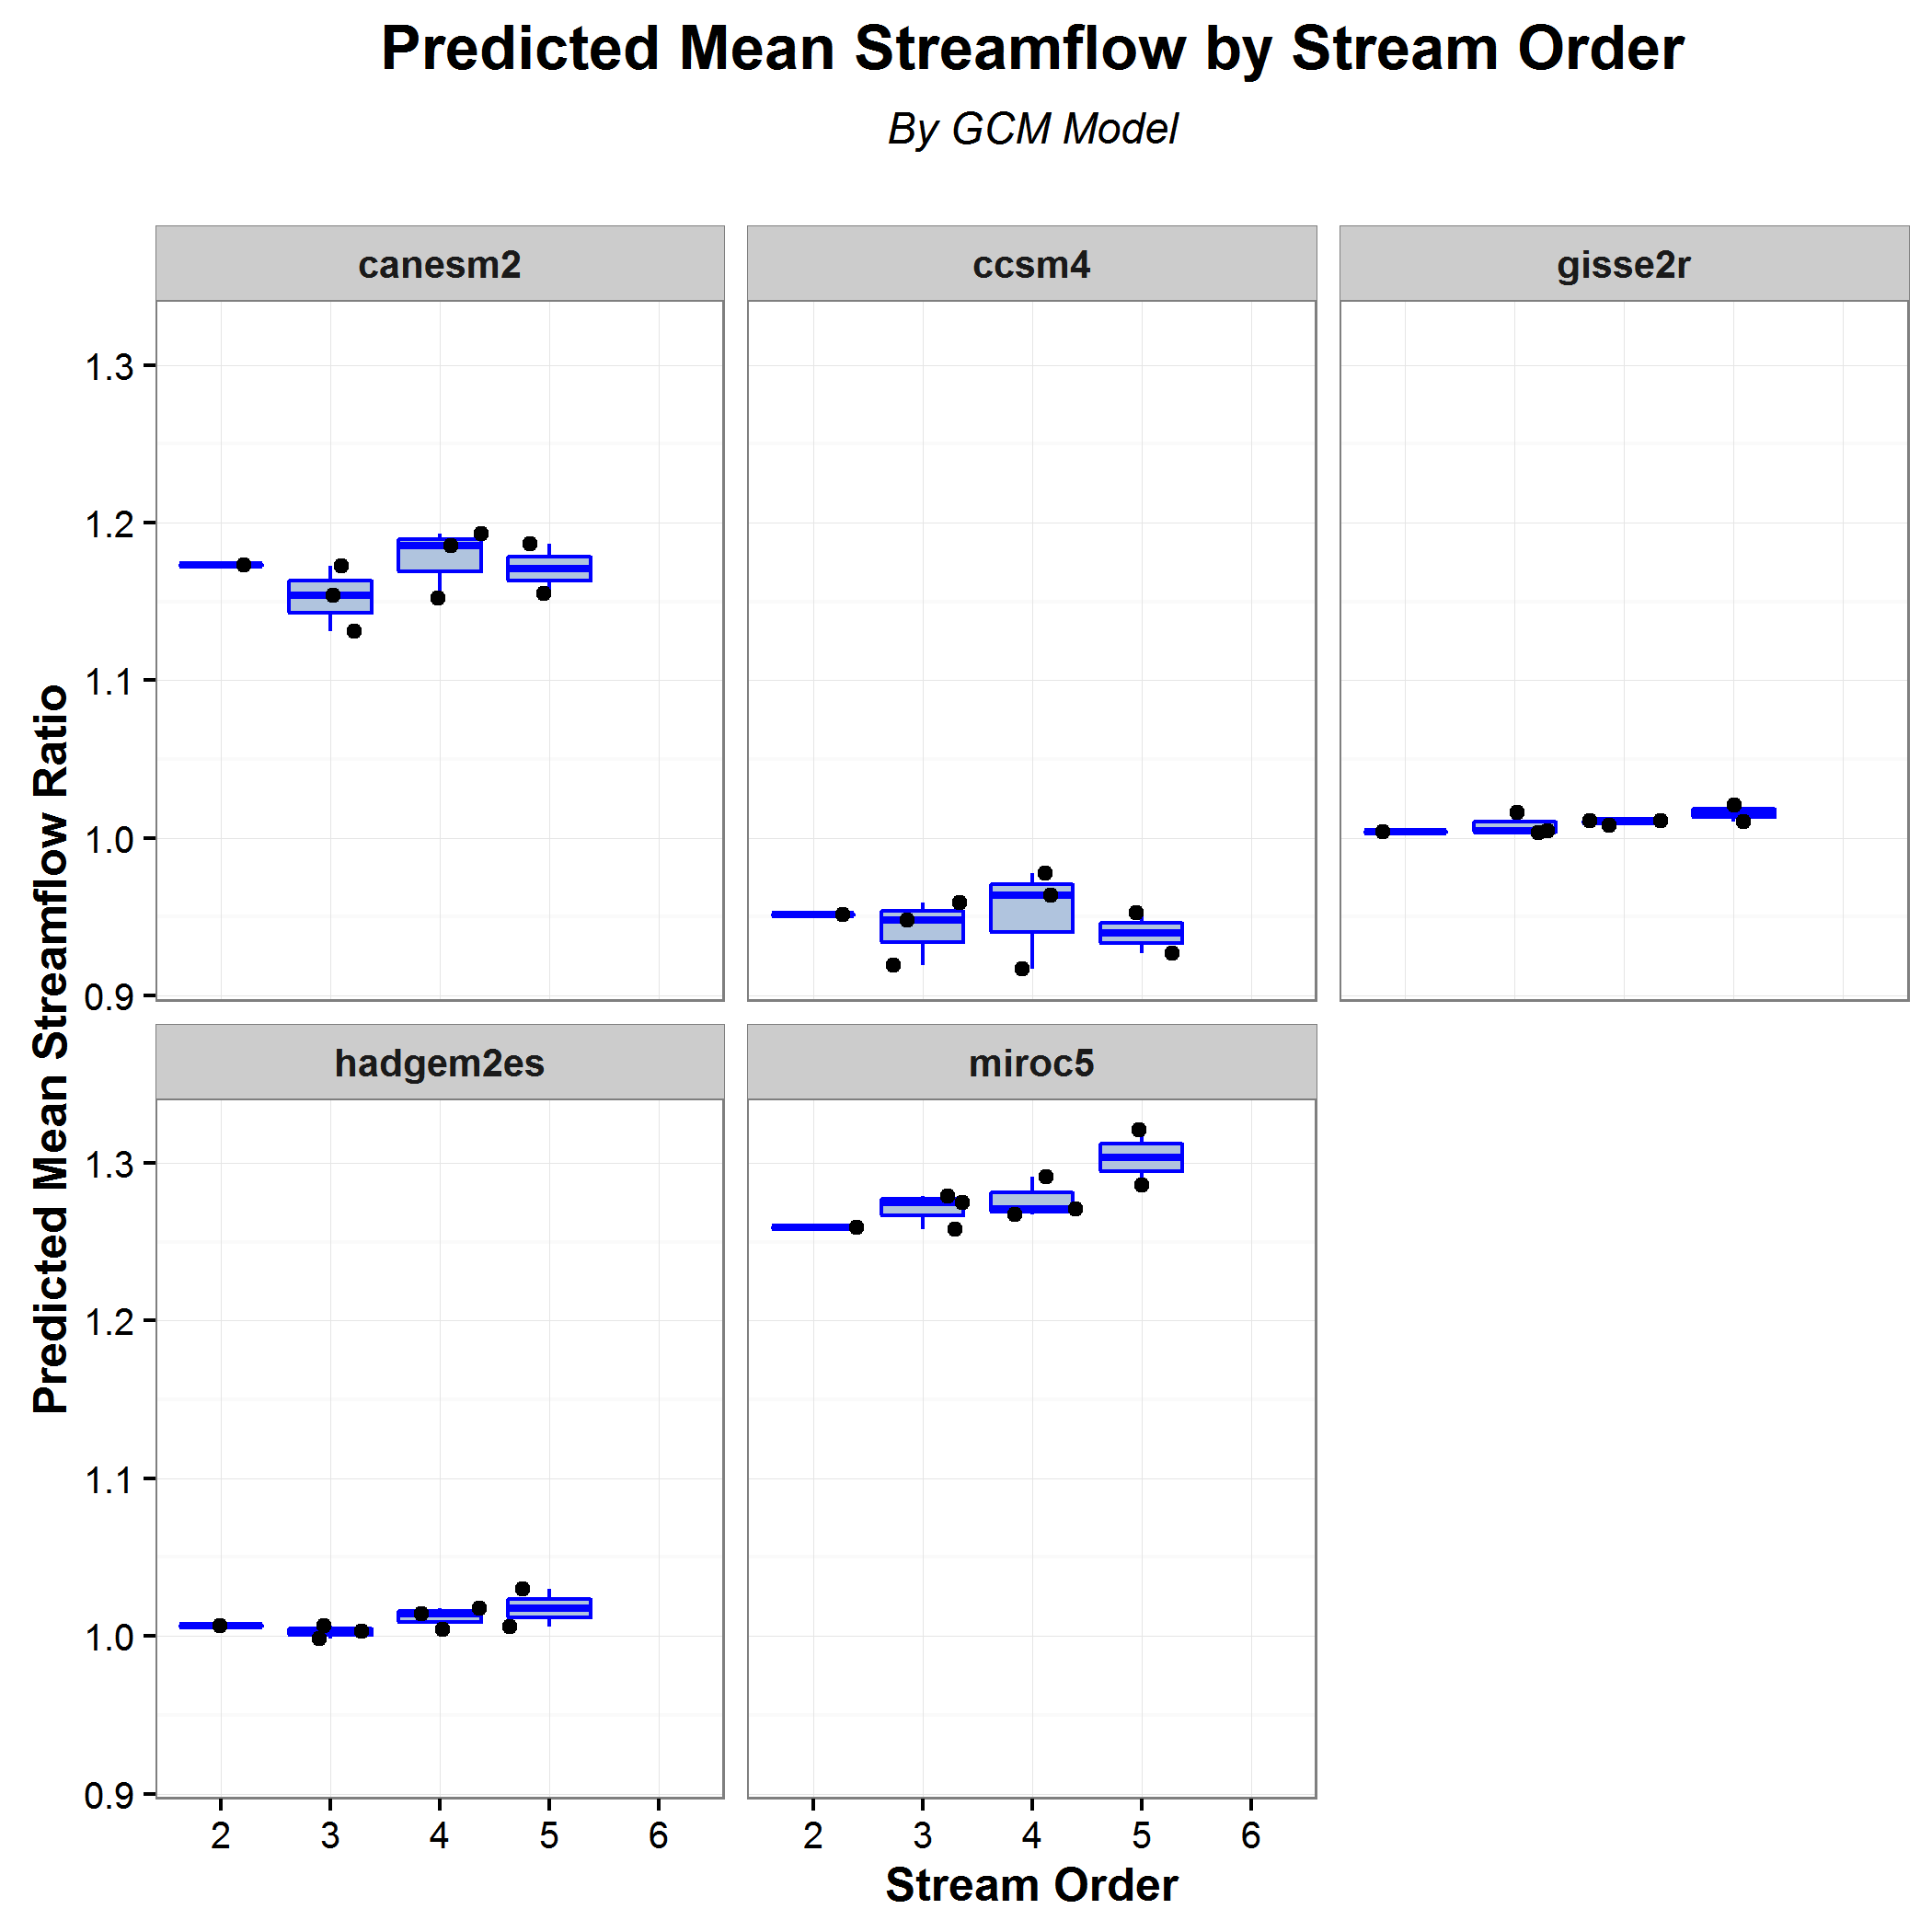 Predicted Mean Streamflow by Stream Order
By GCM Model
canesm2
ccsm4
gisse2r
1.3
1.2
1.1
1.0
0.9
Predicted Mean Streamflow Ratio
hadgem2es
miroc5
1.3
1.2
1.1
1.0
0.9
2 3 4 5 6
2 3 4 5 6
Stream Order